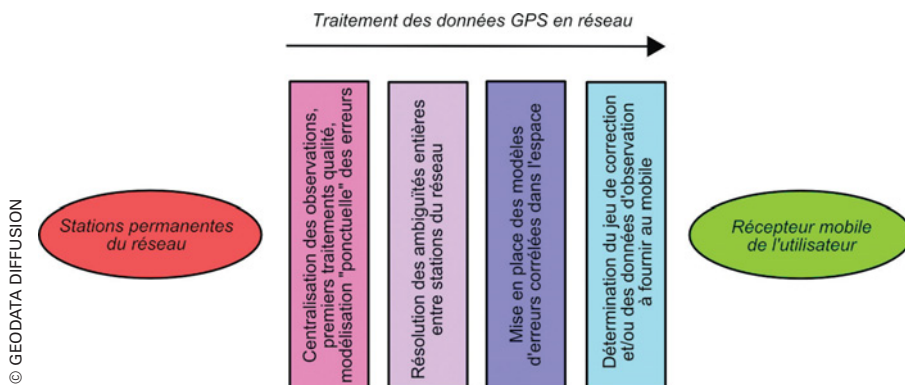 Traitement des données GPS en réseau
© GEODATA DIFFUSION
Stations permanentes
du réseau
Centralisation des observations,
premiers traitements qualité,
modélisation "ponctuelle" des erreurs
Résolution des ambiguïtés entières
entre stations du réseau
Mise en place des modèles
d'erreurs corrélées dans l'espace
Détermination du jeu de correction
et/ou des données d'observation
à fournir au mobile
Récepteur mobile
de l'utilisateur